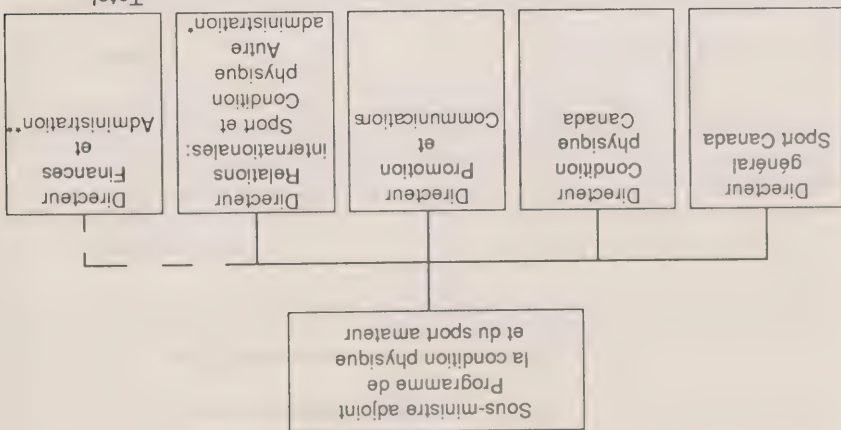 Sous-ministre adjoint
Programme de
la condition physique
et du sport amateur
Directeur
général
Sport Canada
Directeur
Condition
physique
Canada
Directeur
Promotion
et
Communications
Directeur
Relations
internationales:
Sport et
Condition
physique
Autre
administration*
Directeur
Finances
et
Administration**
Total